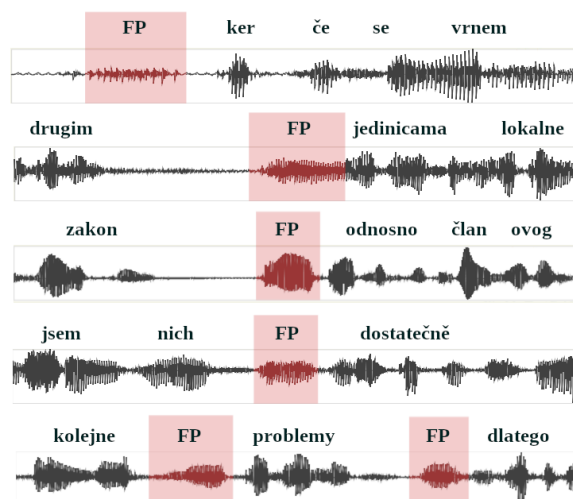 FP ker če se vrnem
drugim FP jedinicama lokalne
zakon FP odnosno član ovog
jsem nich FP dostatečně
kolejne FP problemy FP dlatego